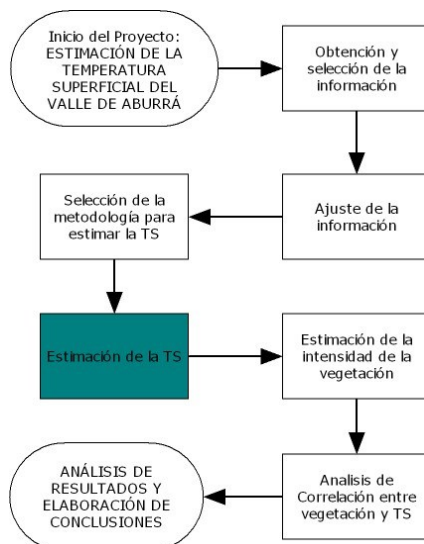 Inicio del Proyecto:
ESTIMACIÓN DE LA
TEMPERATURA
SUPERFICIAL DEL
VALLE DE ABURRÁ
Obtención y
selección de la
información
Ajuste de la
información
Selección de la
metodología para
estimar la TS
Estimación de la TS
Estimación de la
intensidad de la
vegetación
Analisis de
Correlación entre
vegetación y TS
ANÁLISIS DE
RESULTADOS Y
ELABORACIÓN DE
CONCLUSIONES